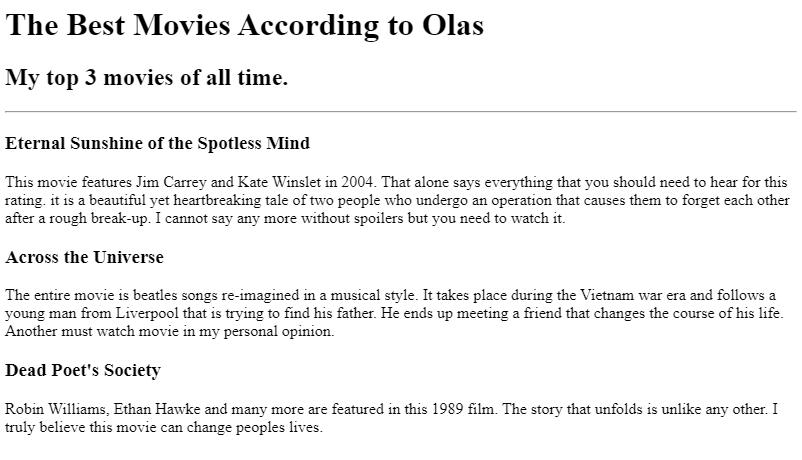 The Best Movies According to Olas
My top 3 movies of all time.
Eternal Sunshine of the Spotless Mind
This movie features Jim Carrey and Kate Winslet in 2004. That alone says everything that you should need to hear for this
rating. it is a beautiful yet heartbreaking tale of two people who undergo an operation that causes them to forget each other
after a rough break-up. I cannot say any more without spoilers but you need to watch it.
Across the Universe
The entire movie is beatles songs re-imagined in a musical style. It takes place during the Vietnam war era and follows a
young man from Liverpool that is trying to find his father. He ends up meeting a friend that changes the course of his life.
Another must watch movie in my personal opinion.
Dead Poet's Society
Robin Williams, Ethan Hawke and many more are featured in this 1989 film. The story that unfolds is unlike any other. I
truly believe this movie can change peoples lives.